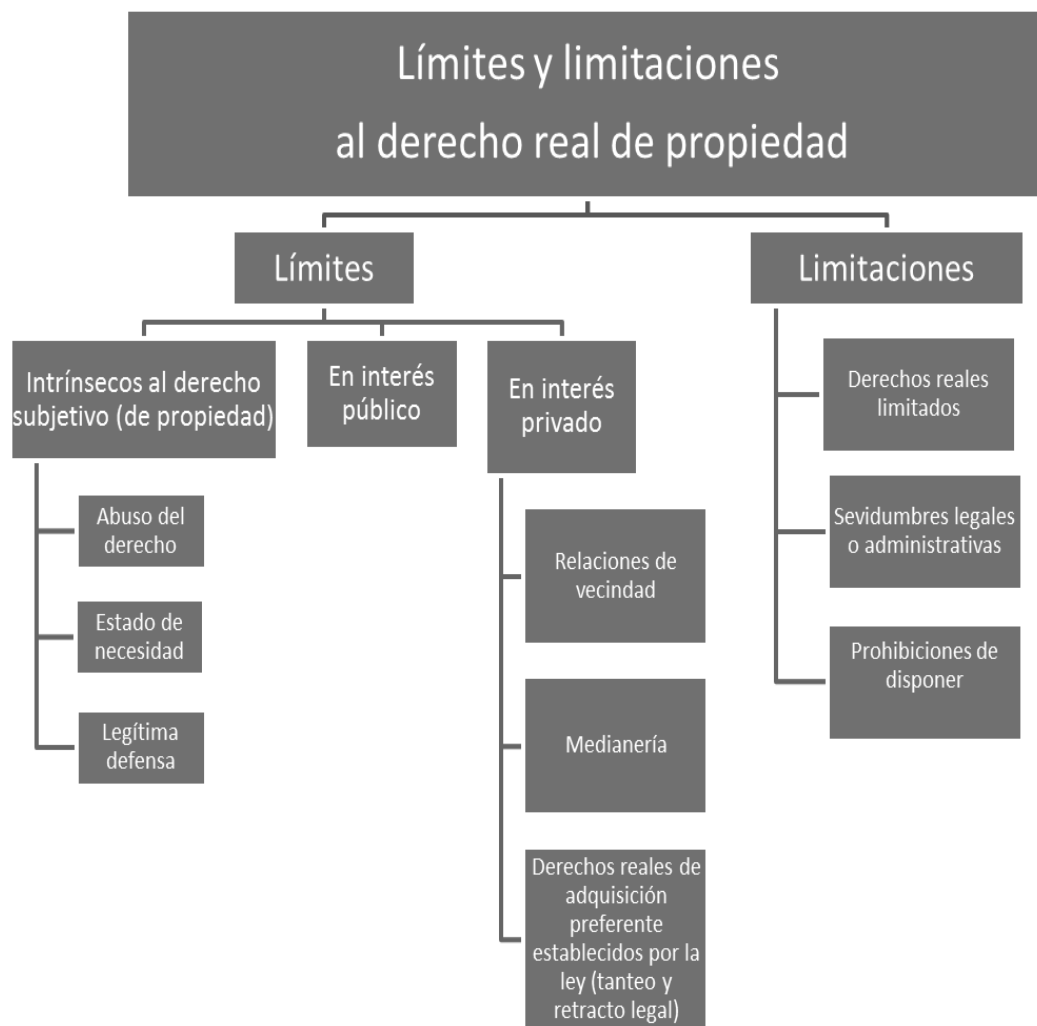 Límites y limitaciones
al derecho real de propiedad
Límites
Limitaciones
Intrínsecos al derecho
subjetivo (de propiedad)
En interés
público
En interés
privado
Abuso del
derecho
Estado de
necesidad
Legítima
defensa
Relaciones de
vecindad
Medianería
Derechos reales de
adquisición
preferente
establecidos por la
ley (tanteo y
retracto legal)
Derechos reales
limitados
Sevidumbres legales
o administrativas
Prohibiciones de
disponer